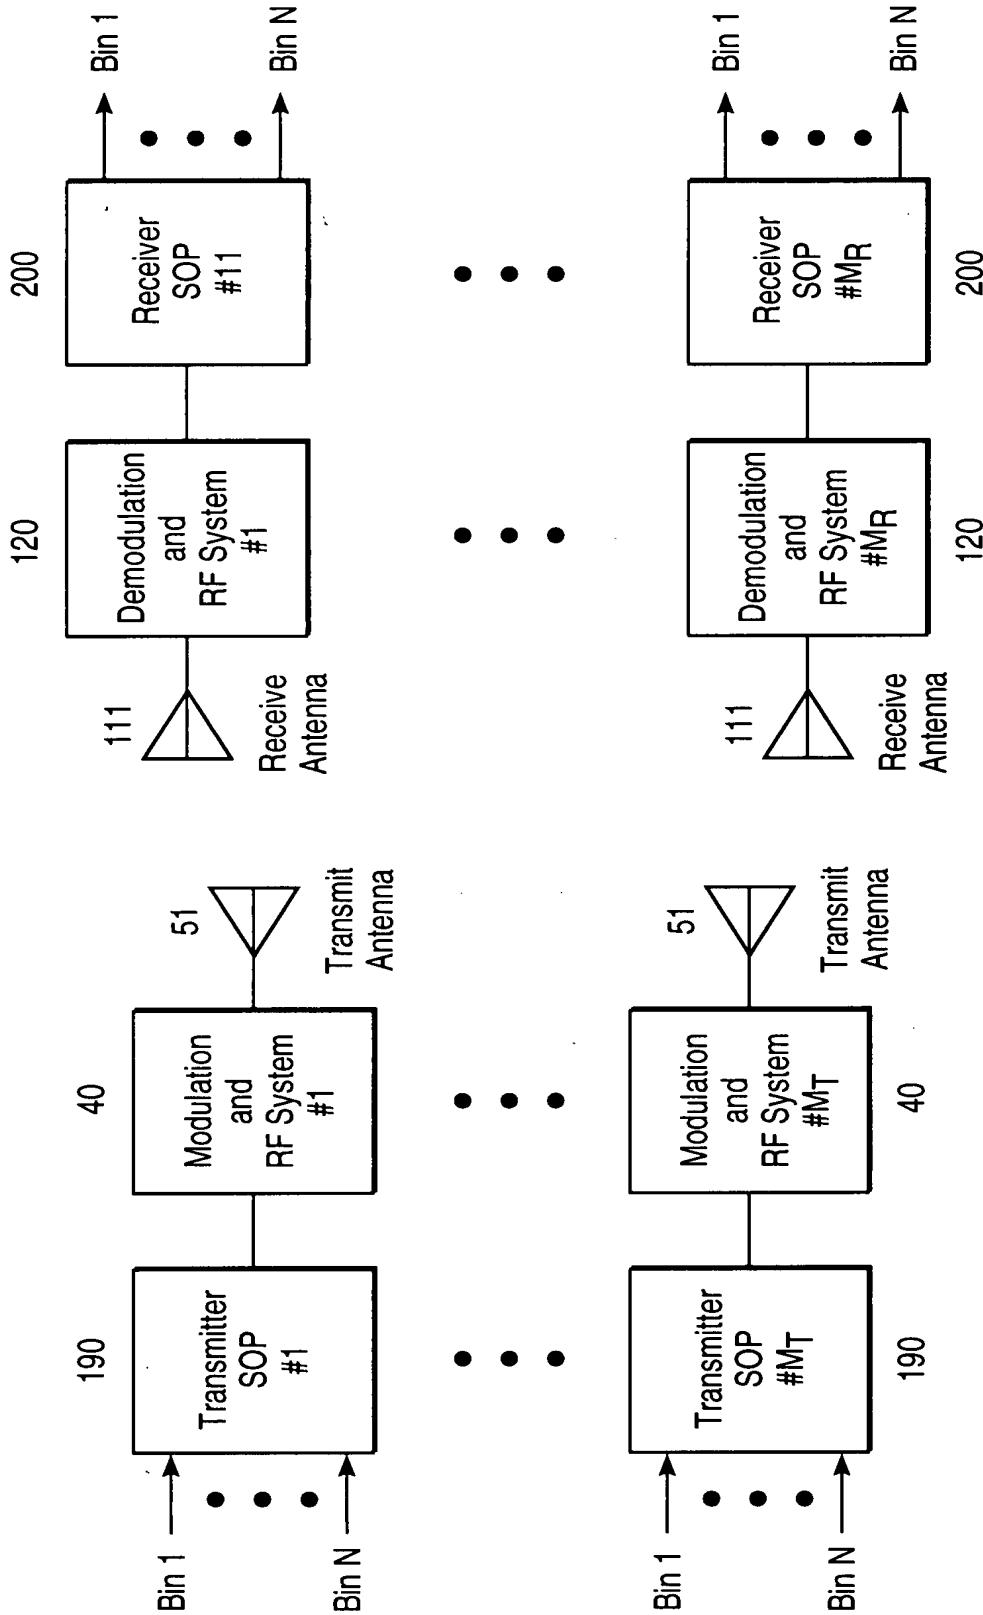 190
Bin 1
Bin N
Transmitter
SOP
#1
40
Modulation
and
RF System
#1
51
Transmit
Antenna
111
Receive
Antenna
120
Demodulation
and
RF System
#1
200
Receiver
SOP
#11
Bin 1
Bin N
Bin 1
Bin N
Transmitter
SOP
#MT
190
Modulation
and
RF System
#MT
40
51
Transmit
Antenna
111
Receive
Antenna
Demodulation
and
RF System
#MR
120
Receiver
SOP
#MR
200
Bin 1
Bin N